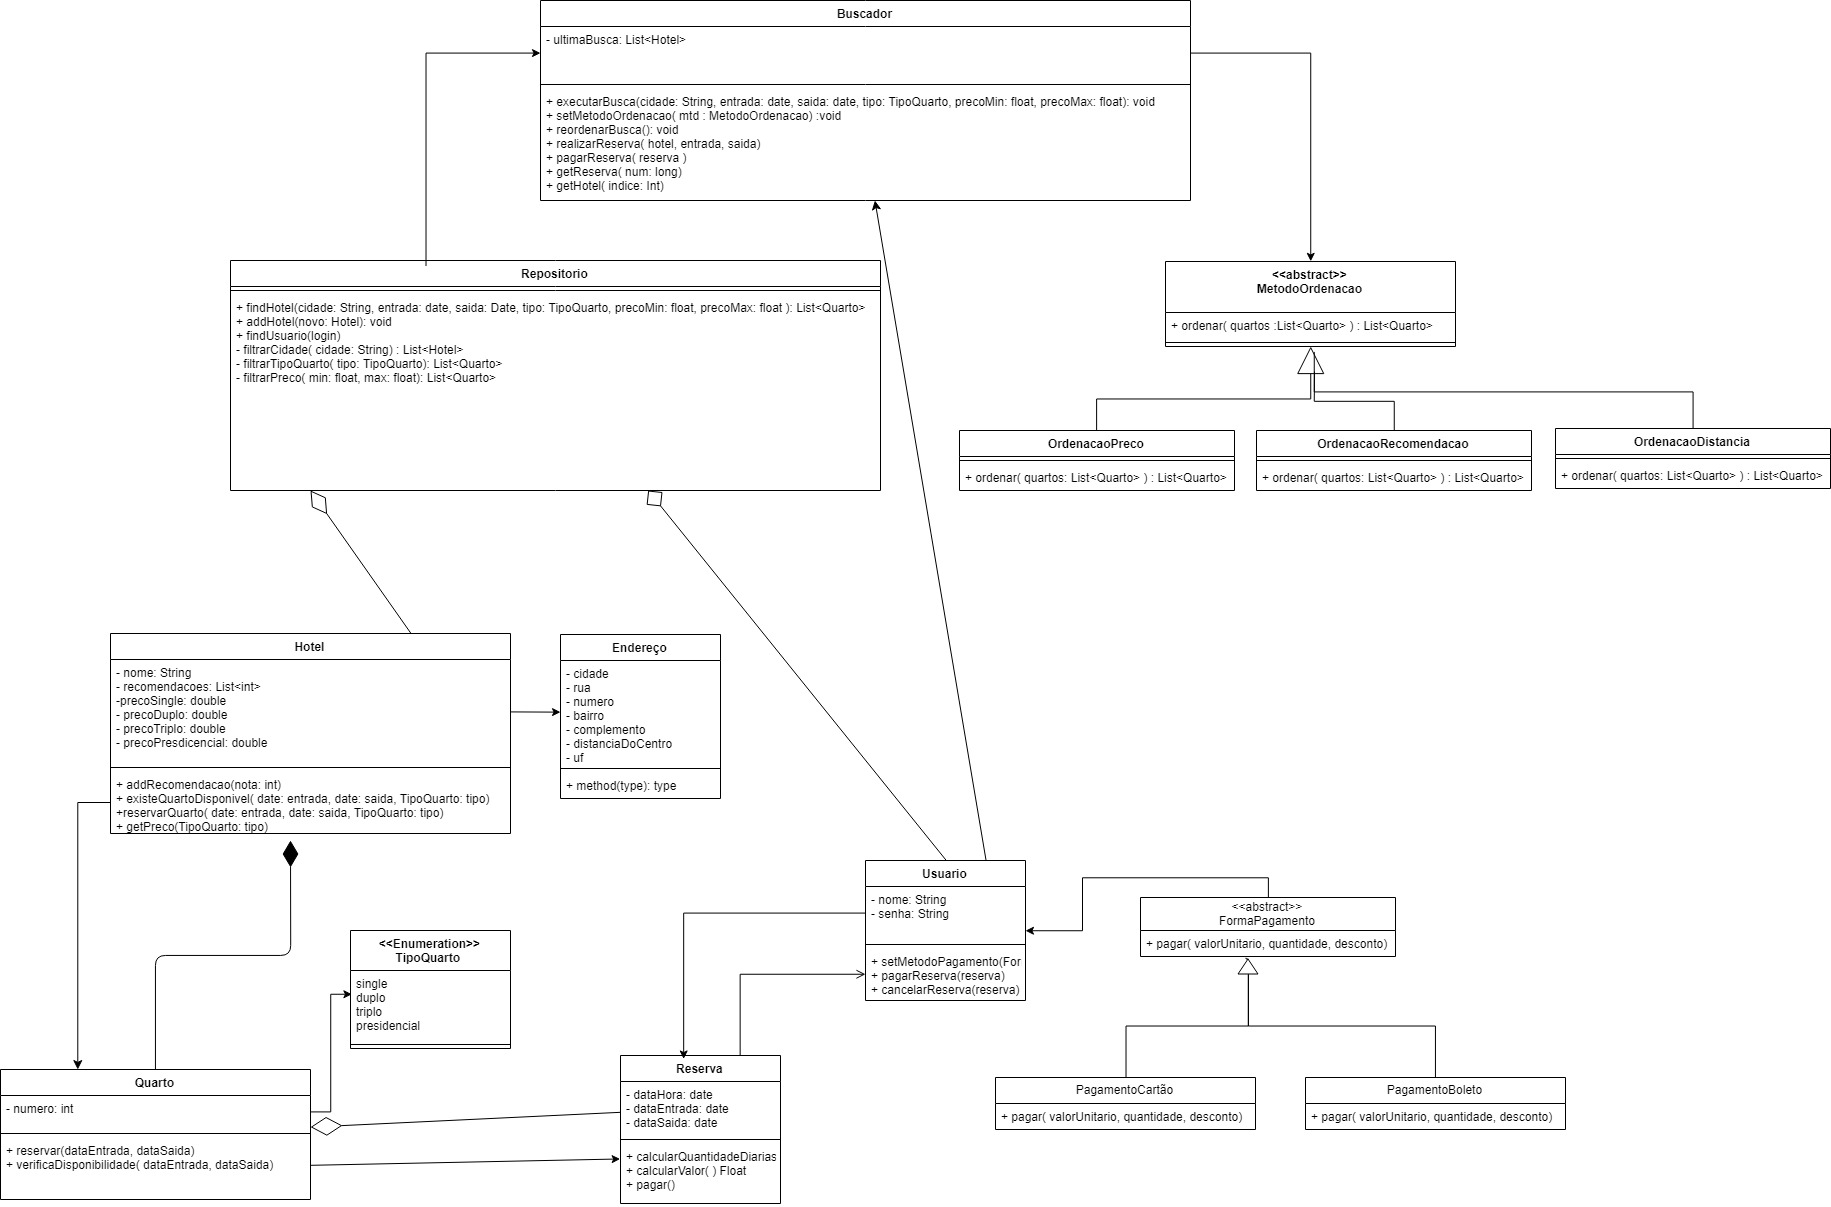 Buscador
- ultimaBusca: List<Hotel>
+ executarBusca(cidade: String, entrada: date, saida: date, tipo: TipoQuarto, precoMin: float, precoMax: float): void
+ setMetodoOrdenacao( mtd : MetodoOrdenacao) :void
+ reordenarBusca(): void
+ realizarReserva( hotel, entrada, saida)
+ pagarReserva( reserva )
+ getReserva( num: long)
+ getHotel( indice: Int)
Repositorio
+ findHotel(cidade: String, entrada: date, saida: Date, tipo: TipoQuarto, precoMin: float, precoMax: float ): List<Quarto>
+ addHotel(novo: Hotel): void
+ findUsuario(login)
- filtrarCidade( cidade: String) : List<Hotel>
- filtrarTipoQuarto( tipo: TipoQuarto): List<Quarto>
- filtrarPreco( min: float, max: float): List<Quarto>
<<abstract>>
MetodoOrdenacao
+ ordenar( quartos :List<Quarto> ) : List<Quarto>
OrdenacaoPreco
+ ordenar( quartos: List<Quarto> ) : List<Quarto>
OrdenacaoRecomendacao
+ ordenar( quartos: List<Quarto> ) : List<Quarto>
OrdenacaoDistancia
+ ordenar( quartos: List<Quarto> ) : List<Quarto>
Hotel
- nome: String
- recomendacoes: List<int>
-precoSingle: double
- precoDuplo: double
- precoTriplo: double
- precoPresdicencial: double
+ addRecomendacao(nota: int)
+ existeQuartoDisponivel( date: entrada, date: saida, TipoQuarto: tipo)
+reservarQuarto( date: entrada, date: saida, TipoQuarto: tipo)
+ getPreco(TipoQuarto: tipo)
Endereço
- cidade
- rua
- numero
- bairro
- complemento
- distanciaDoCentro
- uf
+ method(type): type
Usuario
- nome: String
- senha: String
+ setMetodoPagamento(For
+ pagarReserva(reserva)
+ cancelarReserva(reserva)
<<abstract>>
FormaPagamento
+ pagar( valorUnitario, quantidade, desconto)
<<Enumeration>>
TipoQuarto
single
duplo
triplo
presidencial
Quarto
- numero: int
+ reservar(dataEntrada, dataSaida)
+ verificaDisponibilidade( dataEntrada, dataSaida)
Reserva
- dataHora: date
- dataEntrada: date
- dataSaida: date
+ calcularQuantidadeDiarias
+ calcularValor( ) Float
+ pagar()
PagamentoCartão
+ pagar( valorUnitario, quantidade, desconto)
PagamentoBoleto
+ pagar( valorUnitario, quantidade, desconto)